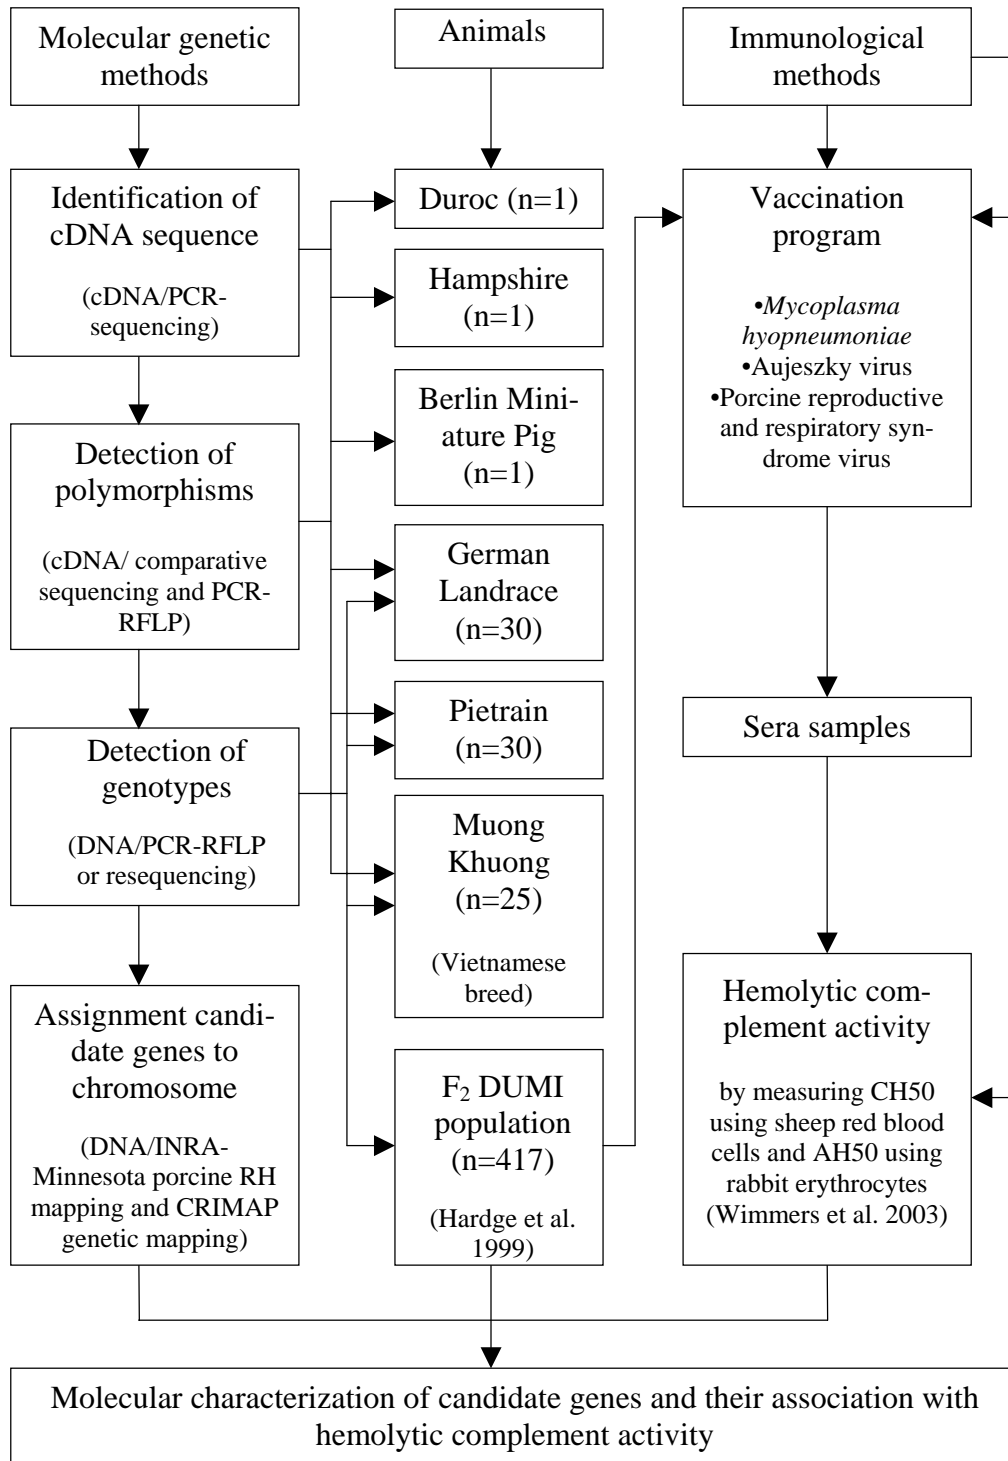 Molecular genetic
methods
Identification of
cDNA sequence
(cDNA/PCR-
sequencing)
Detection of
polymorphisms
(cDNA/ comparative
sequencing and PCR-
RFLP)
Detection of
genotypes
(DNA/PCR-RFLP
or resequencing)
Assignment candi-
date genes to
chromosome
(DNA/INRA-
Minnesota porcine RH
mapping and CRIMAP
genetic mapping)
Animals
Duroc (n=1)
Hampshire
(n=1)
Berlin Mini-
ature Pig
(n=1)
German
Landrace
(n=30)
Pietrain
(n=30)
Muong
Khuong
(n=25)
(Vietnamese
breed)
F₂ DUMI
population
(n=417)
(Hardge et al.
1999)
Immunological
methods
Vaccination
program
•Mycoplasma
hyopneumoniae
•Aujeszky virus
•Porcine reproductive
and respiratory syn-
drome virus
Sera samples
Hemolytic com-
plement activity
by measuring CH50
using sheep red blood
cells and AH50 using
rabbit erythrocytes
(Wimmers et al. 2003)
Molecular characterization of candidate genes and their association with
hemolytic complement activity